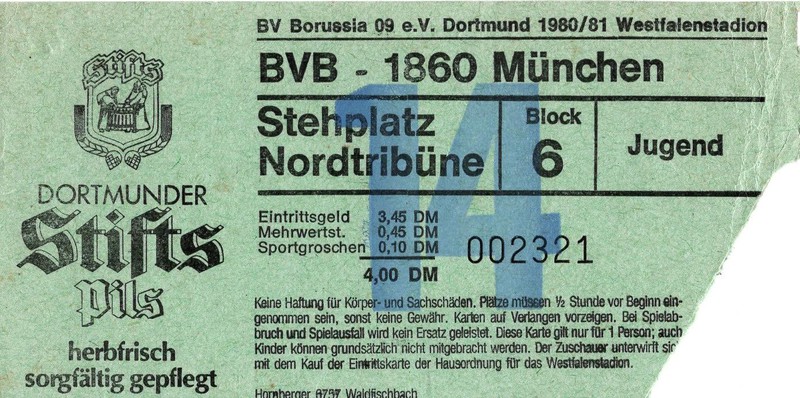 BV Borussia 09 e.V. Dortmund 1980/81 Westfalenstadion
BVB - 1860 München
14
Stehplatz
Nordtribüne
Block
6
Jugend
Eintrittsgeld 3,45 DM
Mehrwertst. 0,45 DM
Sportgroschen 0,10 DM
4,00 DM
002321
Keine Haftung für Körper- und Sachschäden. Plätze müssen ½ Stunde vor Beginn ein-
genommen sein, sonst keine Gewähr. Karten auf Verlangen vorzeigen. Bei Spielab-
bruch und Spielausfall wird kein Ersatz geleistet. Diese Karte gilt nur für 1 Person; auch
Kinder können grundsätzlich nicht mitgebracht werden. Der Zuschauer unterwirft sich
mit dem Kauf der Eintrittskarte der Hausordnung für das Westfalenstadion.
Hornberger 6757 Waldfischbach
Stifts
DORTMUNDER
Stifts
Pils
herbfrisch
sorgfältig gepflegt